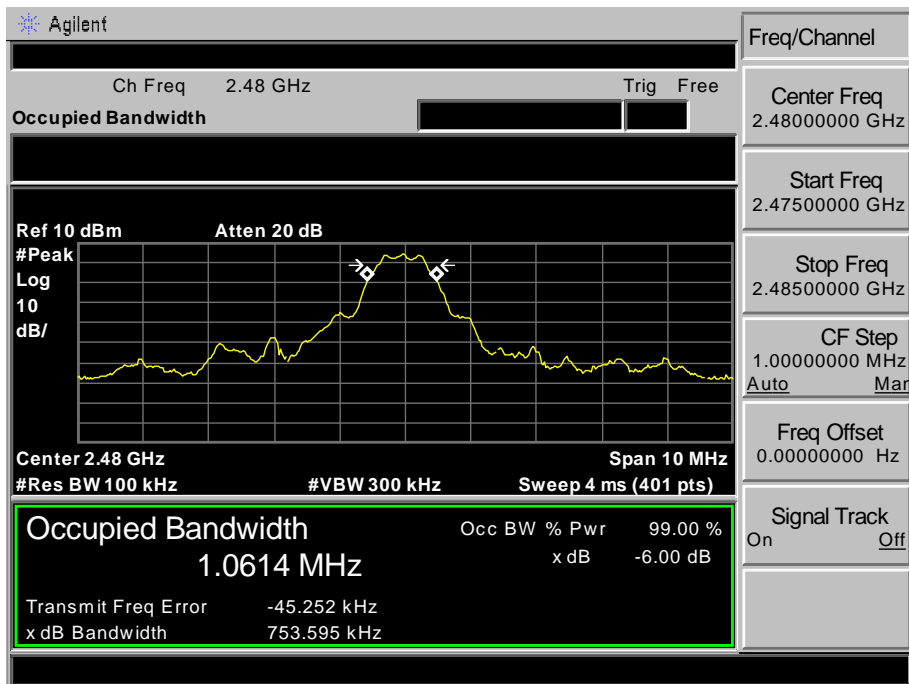 Agilent
Freq/Channel
Ch Freq 2.48 GHz Trig Free
Occupied Bandwidth
Center Freq
2.48000000 GHz
Start Freq
2.47500000 GHz
Stop Freq
2.48500000 GHz
CF Step
1.00000000 MHz
Auto Mar
Freq Offset
0.00000000 Hz
Signal Track
On Off
Ref 10 dBm Atten 20 dB
#Peak
Log
10
dB/
Center 2.48 GHz Span 10 MHz
#Res BW 100 kHz #VBW 300 kHz Sweep 4 ms (401 pts)
Occupied Bandwidth
1.0614 MHz
Occ BW % Pwr 99.00 %
x dB -6.00 dB
Transmit Freq Error -45.252 kHz
x dB Bandwidth 753.595 kHz